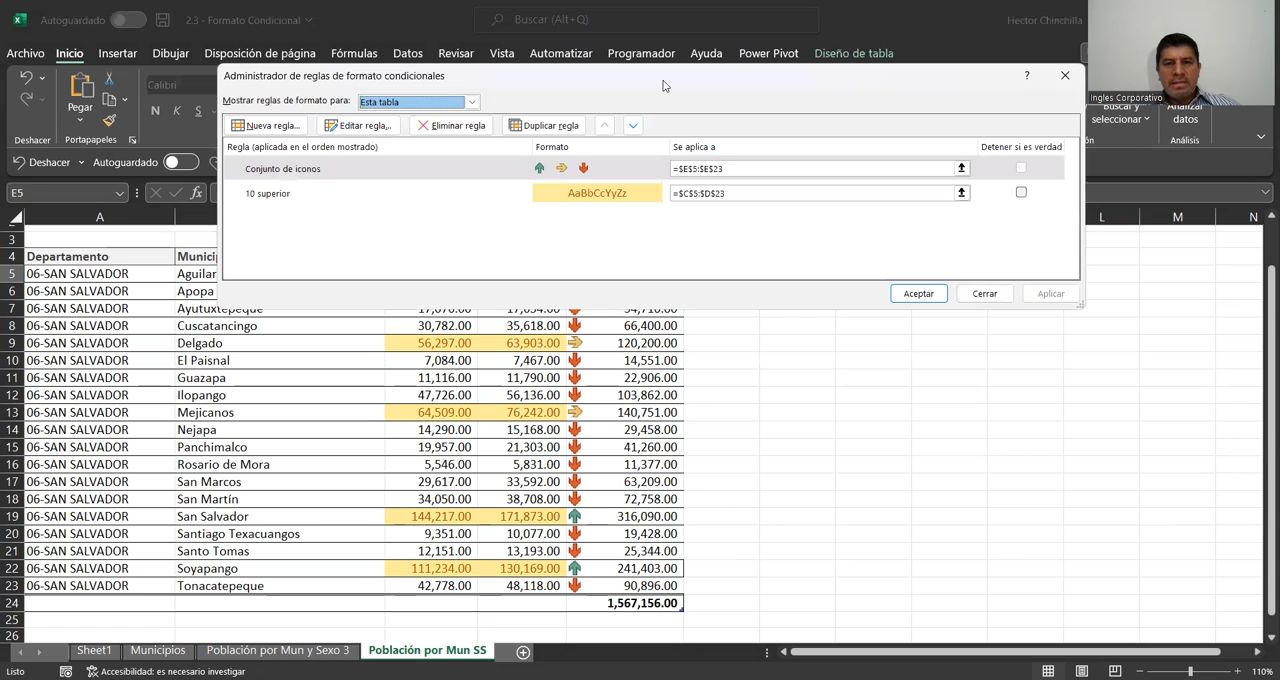 Autoguardado 2.3 - Formato Condicional Buscar (Alt+Q) Hector Chinchilla
Archivo Inicio Insertar Dibujar Disposición de página Fórmulas Datos Revisar Vista Automatizar Programador Ayuda Power Pivot Diseño de tabla
Administrador de reglas de formato condicionales ?
Mostrar reglas de formato para: Esta tabla
Nueva regla... Editar regla... Eliminar regla Duplicar regla
Regla (aplicada en el orden mostrado) Formato Se aplica a Detener si es verdad
Conjunto de iconos =$E$5:$E$23
10 superior AaBbCcYyZz =$C$5:$D$23
Aceptar Cerrar Aplicar
Ingles Corporativo
Pegar
Calibri
N K S
Deshacer Portapapeles
seleccionar
Analizar
datos
Análisis
Deshacer Autoguardado
E5 fx
A L M N
3
4 Departamento
5 06-SAN SALVADOR Aguilar
6 06-SAN SALVADOR Apopa
7 06-SAN SALVADOR Ayutuxtepeque
8 06-SAN SALVADOR Cuscatancingo 30,782.00 35,618.00 66,400.00
9 06-SAN SALVADOR Delgado 56,297.00 63,903.00 120,200.00
10 06-SAN SALVADOR El Paisnal 7,084.00 7,467.00 14,551.00
11 06-SAN SALVADOR Guazapa 11,116.00 11,790.00 22,906.00
12 06-SAN SALVADOR Ilopango 47,726.00 56,136.00 103,862.00
13 06-SAN SALVADOR Mejicanos 64,509.00 76,242.00 140,751.00
14 06-SAN SALVADOR Nejapa 14,290.00 15,168.00 29,458.00
15 06-SAN SALVADOR Panchimalco 19,957.00 21,303.00 41,260.00
16 06-SAN SALVADOR Rosario de Mora 5,546.00 5,831.00 11,377.00
17 06-SAN SALVADOR San Marcos 29,617.00 33,592.00 63,209.00
18 06-SAN SALVADOR San Martín 34,050.00 38,708.00 72,758.00
19 06-SAN SALVADOR San Salvador 144,217.00 171,873.00 316,090.00
20 06-SAN SALVADOR Santiago Texacuangos 9,351.00 10,077.00 19,428.00
21 06-SAN SALVADOR Santo Tomas 12,151.00 13,193.00 25,344.00
22 06-SAN SALVADOR Soyapango 111,234.00 130,169.00 241,403.00
23 06-SAN SALVADOR Tonacatepeque 42,778.00 48,118.00 90,896.00
24 1,567,156.00
25
26
Sheet1 Municipios Población por Mun y Sexo 3 Población por Mun SS
Listo Accesibilidad: es necesario investigar 110%